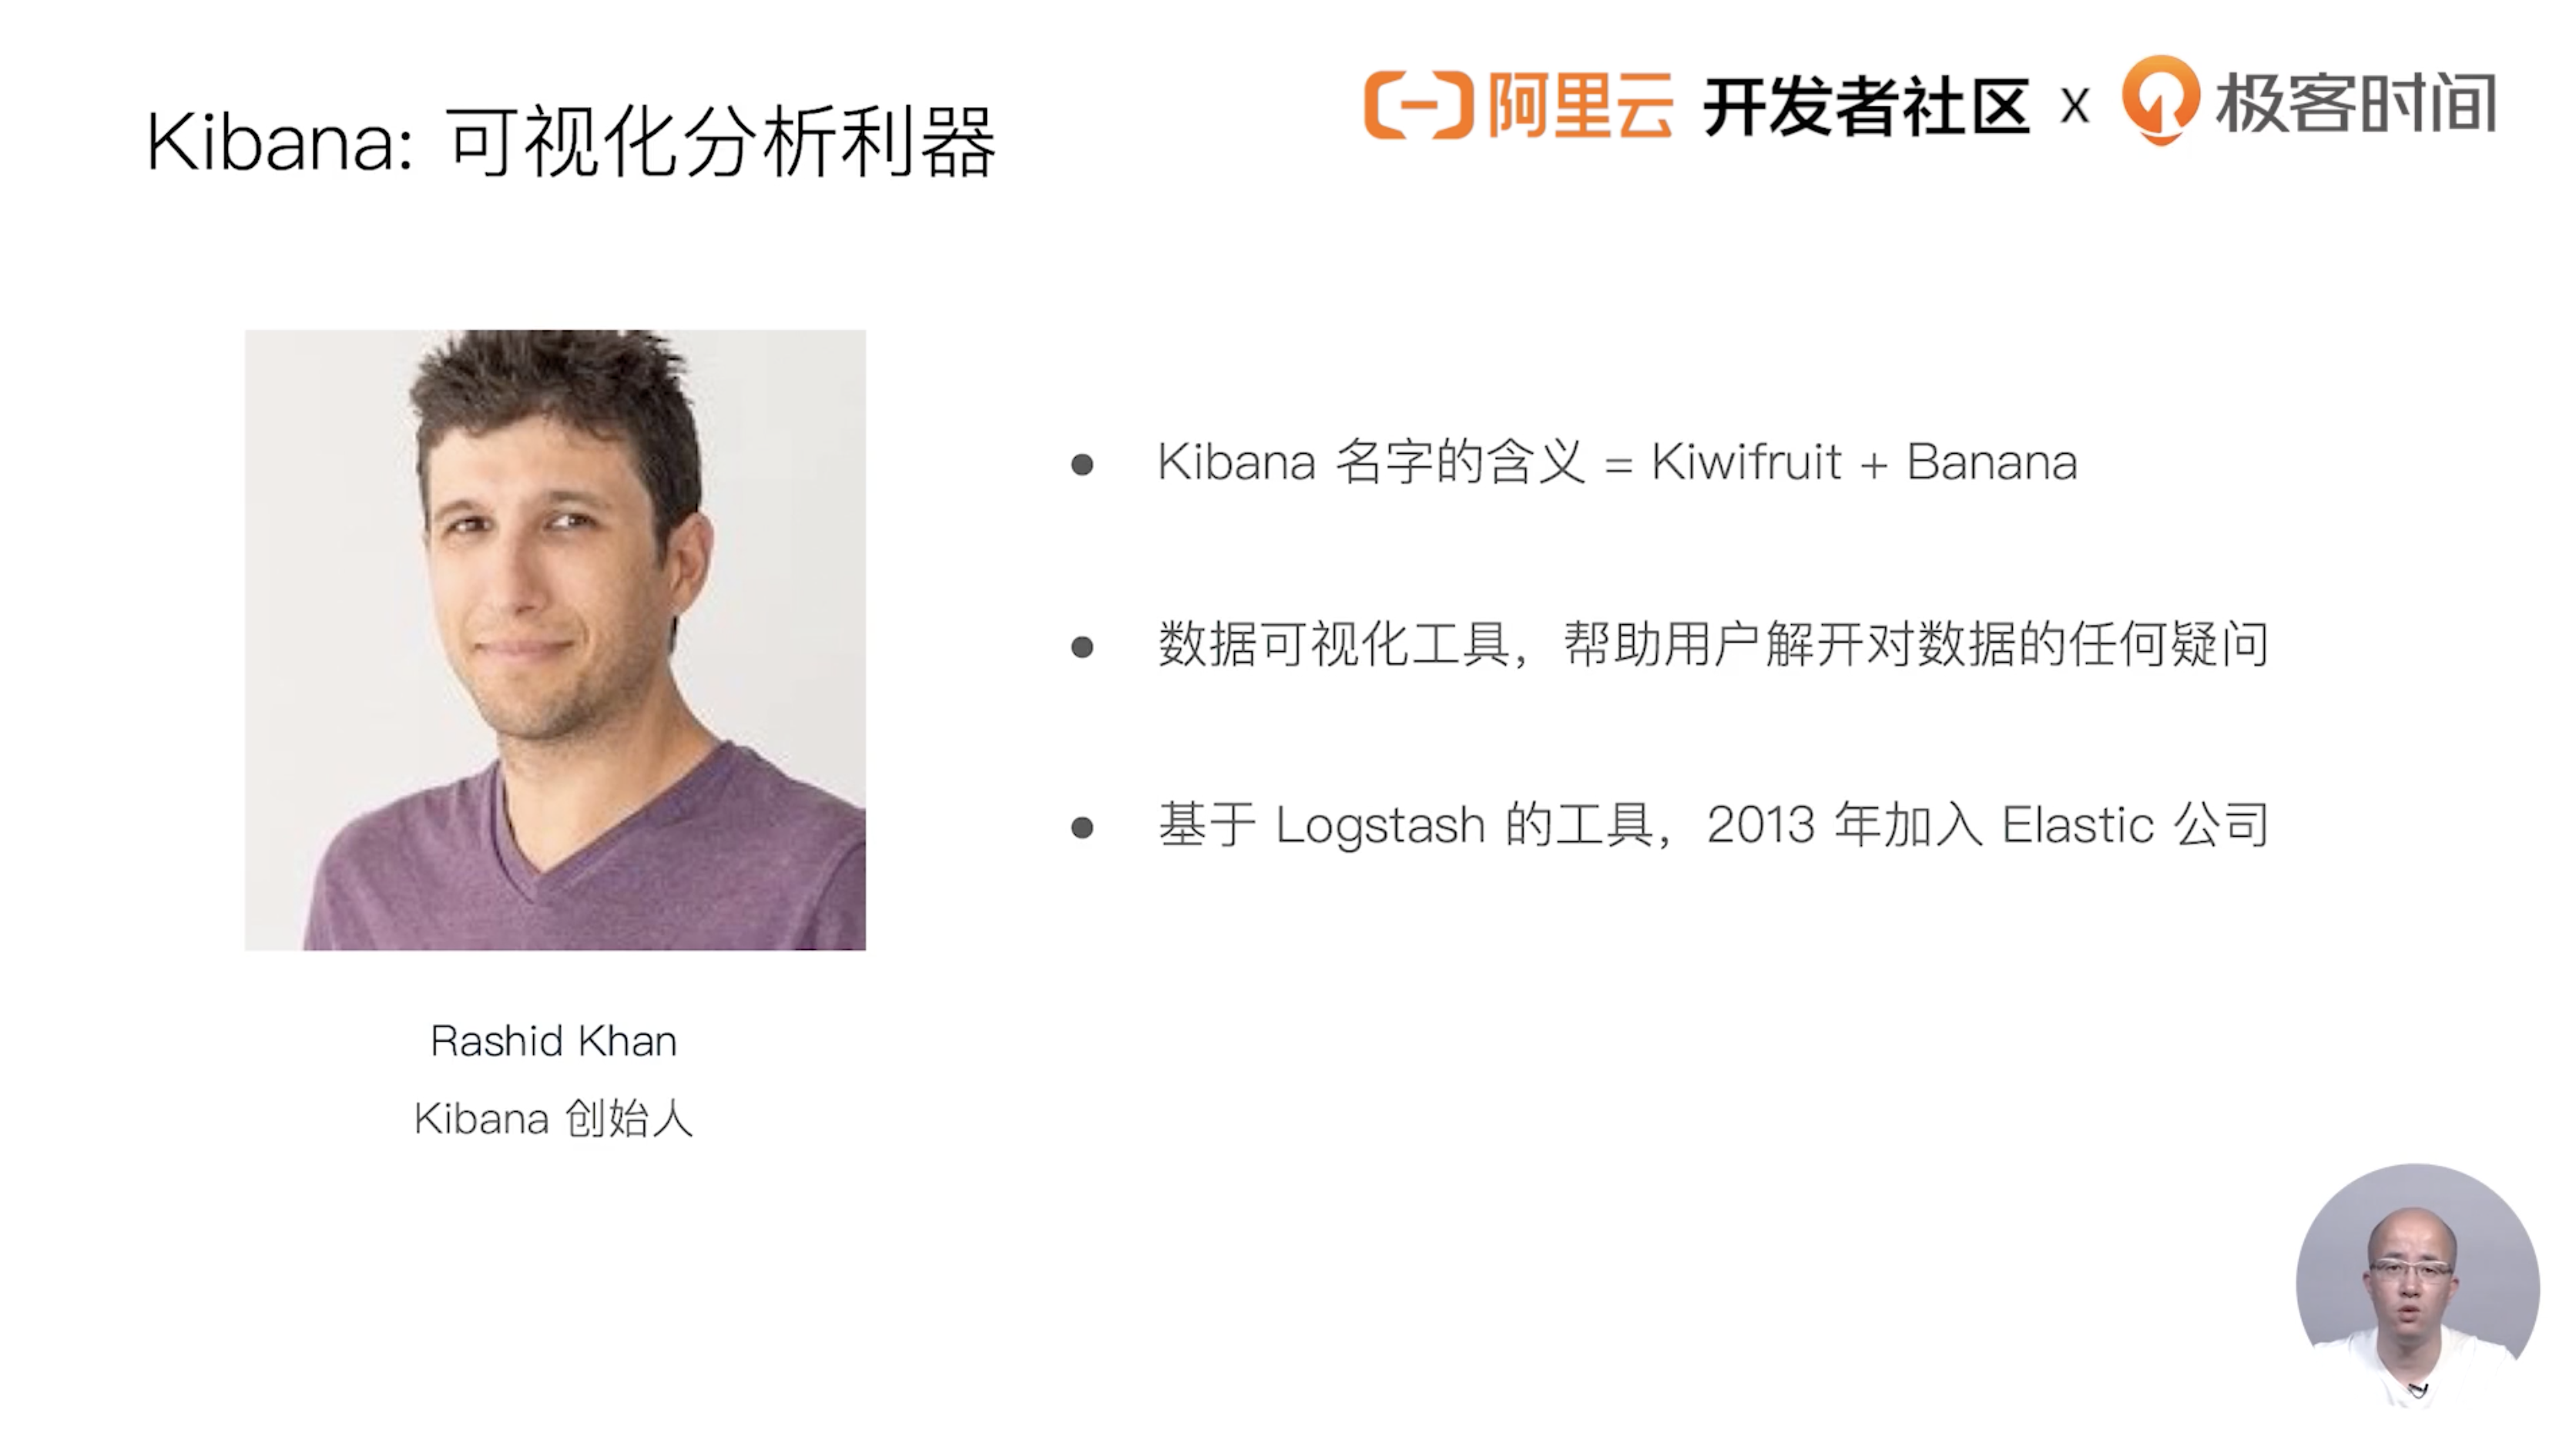 阿里云 开发者社区 x 极客时间
Kibana: 可视化分析利器
Kibana 名字的含义 = Kiwifruit + Banana
数据可视化工具，帮助用户解开对数据的任何疑问
基于 Logstash 的工具，2013 年加入 Elastic 公司
Rashid Khan
Kibana 创始人